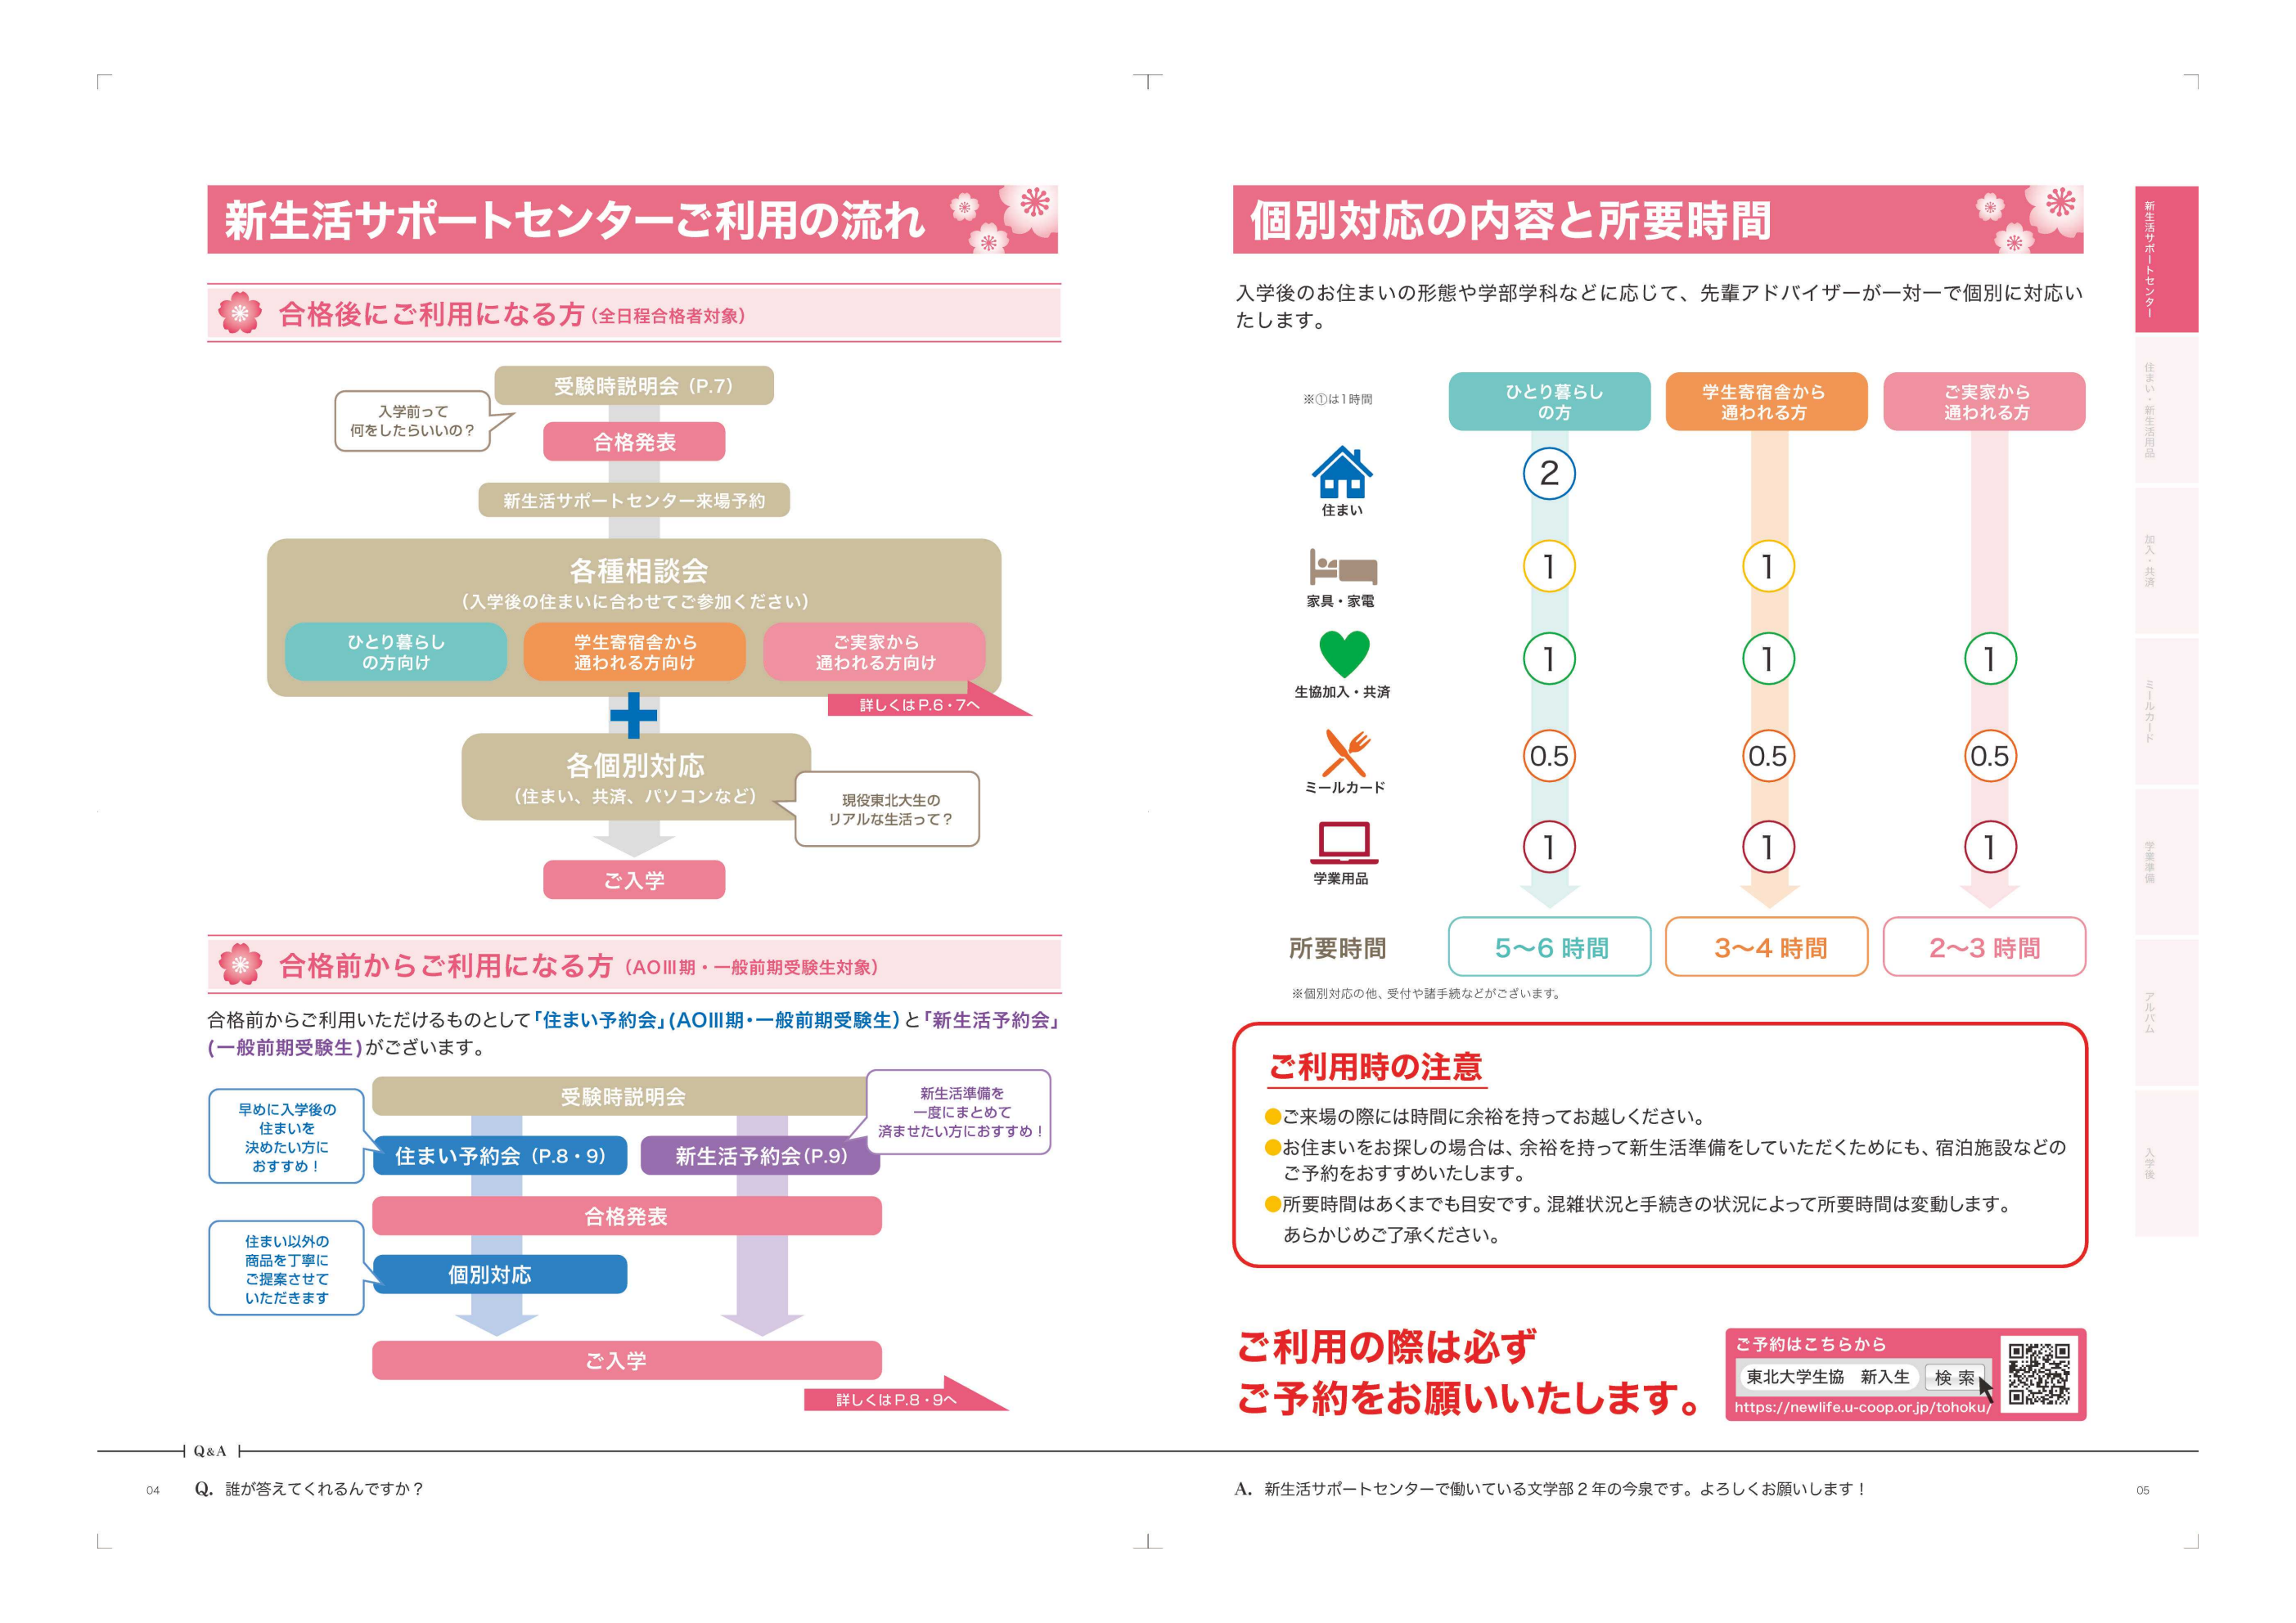 新生活サポートセンターご利用の流れ
合格後にご利用になる方(全日程合格者対象)
受験時説明会(P.7)
入学前って
何をしたらいいの？
合格発表
新生活サポートセンター来場予約
各種相談会
(入学後の住まいに合わせてご参加ください)
ひとり暮らし
の方向け
学生寄宿舎から
通われる方向け
ご実家から
通われる方向け
詳しくはP.6・7へ
各個別対応
(住まい、共済、パソコンなど)
現役東北大生の
リアルな生活って？
ご入学
合格前からご利用になる方(AOIII期・一般前期受験生対象)
合格前からご利用いただけるものとして「住まい予約会」(AOIII期・一般前期受験生)と「新生活予約会」
(一般前期受験生)がございます。
受験時説明会
早めに入学後の
住まいを
決めたい方に
おすすめ！
新生活準備を
一度にまとめて
済ませたい方におすすめ！
住まい予約会(P.8・9)
新生活予約会(P.9)
合格発表
住まい以外の
商品を丁寧に
ご提案させて
いただきます
個別対応
ご入学
詳しくはP.8・9へ
Q&A
04
Q. 誰が答えてくれるんですか？
個別対応の内容と所要時間
入学後のお住まいの形態や学部学科などに応じて、先輩アドバイザーが一対一で個別に対応い
たします。
※①は1時間
ひとり暮らし
の方
学生寄宿舎から
通われる方
ご実家から
通われる方
住まい
2
家具・家電
1
1
生協加入・共済
1
1
1
ミールカード
0.5
0.5
0.5
学業用品
1
1
1
所要時間
5〜6 時間
3〜4 時間
2〜3 時間
※個別対応の他、受付や諸手続などがございます。
ご利用時の注意
●ご来場の際には時間に余裕を持ってお越しください。
●お住まいをお探しの場合は、余裕を持って新生活準備をしていただくためにも、宿泊施設などの
ご予約をおすすめいたします。
●所要時間はあくまでも目安です。混雑状況と手続きの状況によって所要時間は変動します。
あらかじめご了承ください。
ご利用の際は必ず
ご予約をお願いいたします。
ご予約はこちらから
東北大学生協 新入生
検 索
https://newlife.u-coop.or.jp/tohoku/
A. 新生活サポートセンターで働いている文学部2年の今泉です。よろしくお願いします！
05
新生活サポートセンター
住まい・新生活用品
加入・共済
ミールカード
学業準備
アルバム
入学後